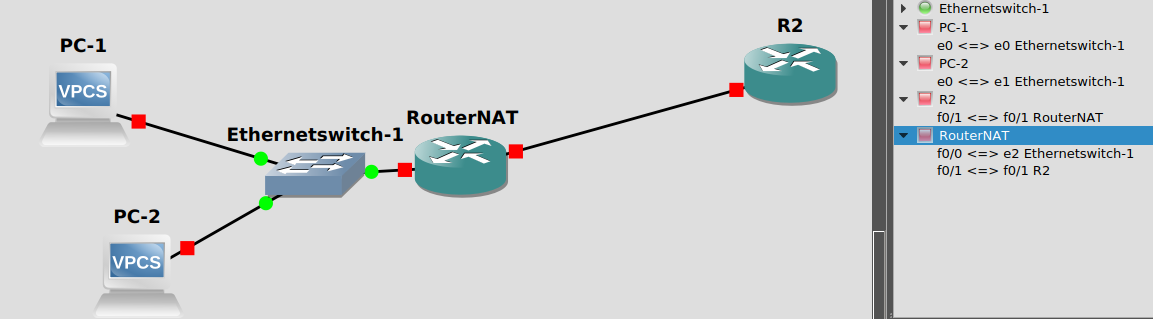 PC-1
VPCS
Ethernetswitch-1
RouterNAT
R2
PC-2
VPCS
Ethernetswitch-1
PC-1
e0 <=> e0 Ethernetswitch-1
PC-2
e0 <=> e1 Ethernetswitch-1
R2
f0/1 <=> f0/1 RouterNAT
RouterNAT
f0/0 <=> e2 Ethernetswitch-1
f0/1 <=> f0/1 R2